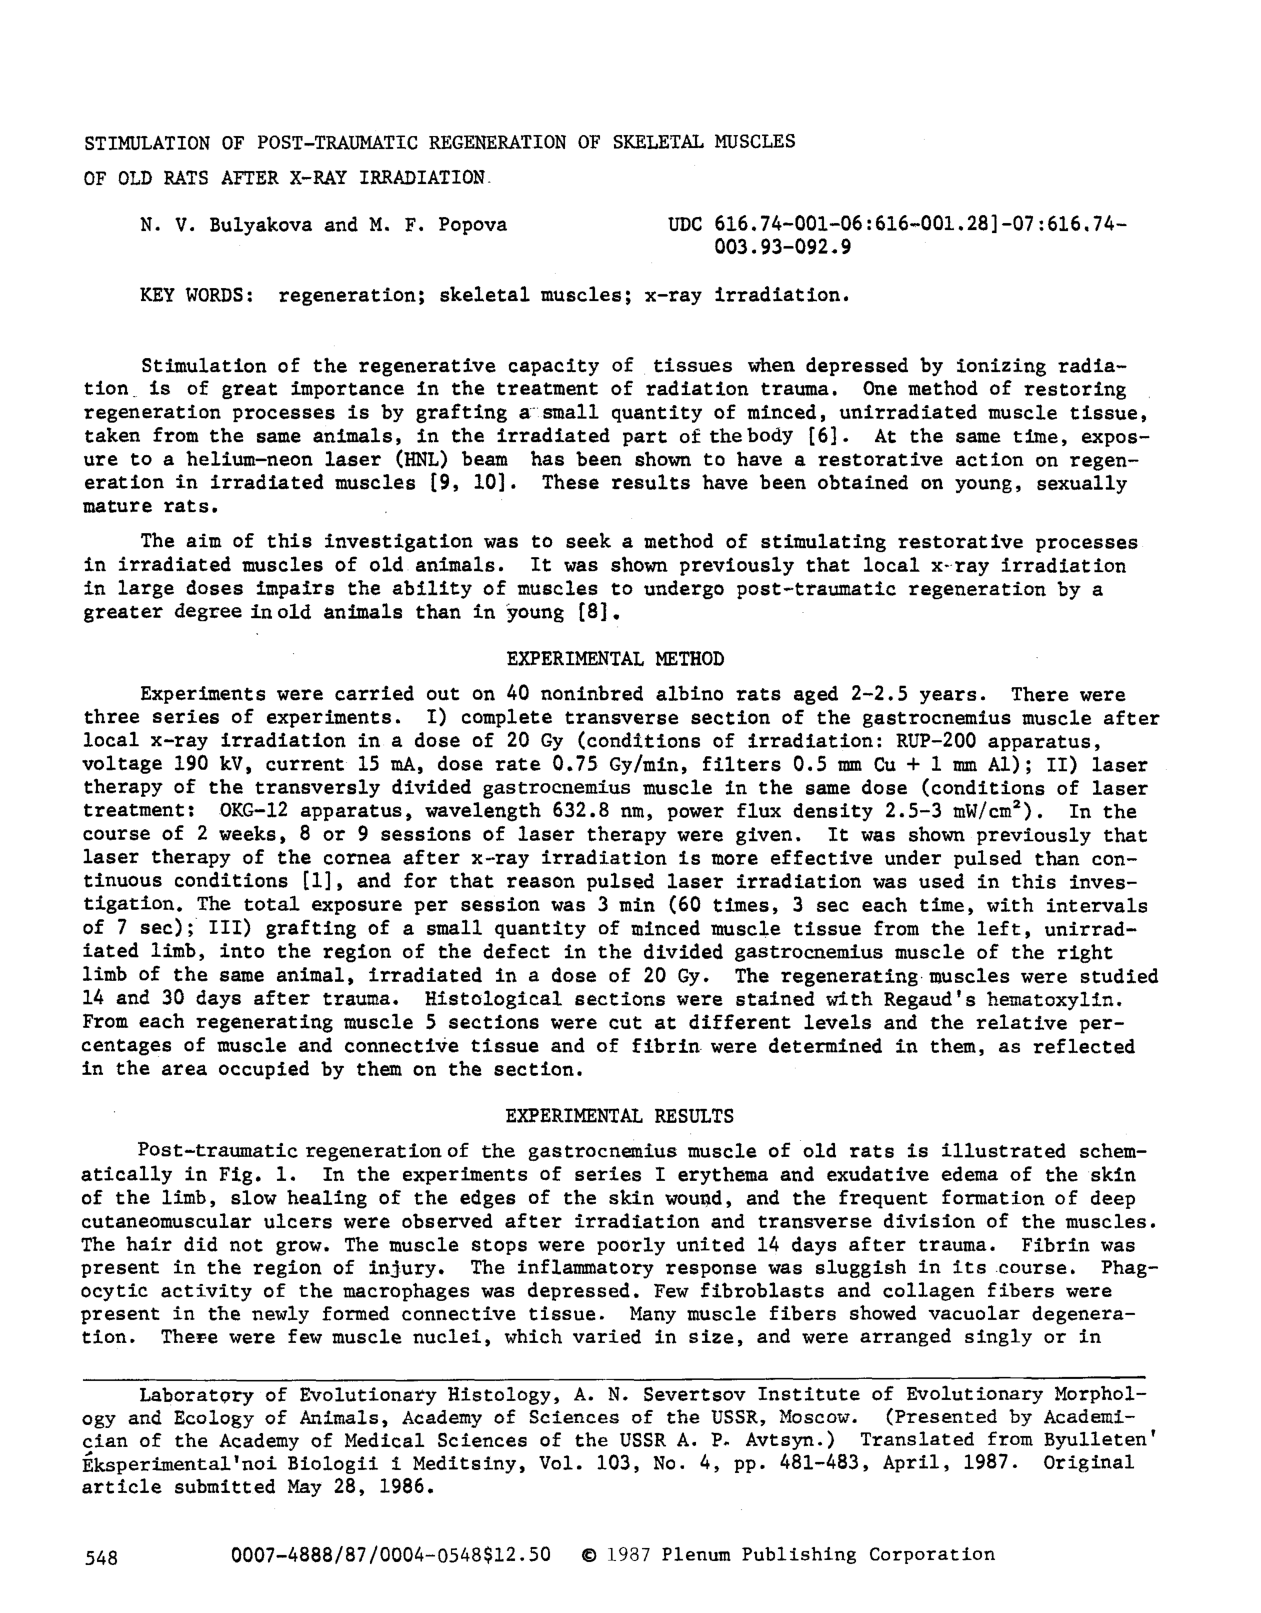 STIMULATION OF POST-TRAUMATIC REGENERATION OF SKELETAL MUSCLES
OF OLD RATS AFTER X-RAY IRRADIATION
N. V. Bulyakova and M. F. Popova
UDC 616.74-001-06:616-001.28]-07:616.74-
003.93-092.9
KEY WORDS: regeneration; skeletal muscles; x-ray irradiation.
Stimulation of the regenerative capacity of tissues when depressed by ionizing radia-
tion is of great importance in the treatment of radiation trauma. One method of restoring
regeneration processes is by grafting a small quantity of minced, unirradiated muscle tissue,
taken from the same animals, in the irradiated part of the body [6]. At the same time, expos-
ure to a helium-neon laser (HNL) beam has been shown to have a restorative action on regen-
eration in irradiated muscles [9, 10]. These results have been obtained on young, sexually
mature rats.
The aim of this investigation was to seek a method of stimulating restorative processes
in irradiated muscles of old animals. It was shown previously that local x-ray irradiation
in large doses impairs the ability of muscles to undergo post-traumatic regeneration by a
greater degree in old animals than in young [8].
EXPERIMENTAL METHOD
Experiments were carried out on 40 noninbred albino rats aged 2-2.5 years. There were
three series of experiments. I) complete transverse section of the gastrocnemius muscle after
local x-ray irradiation in a dose of 20 Gy (conditions of irradiation: RUP-200 apparatus,
voltage 190 kV, current 15 mA, dose rate 0.75 Gy/min, filters 0.5 mm Cu + 1 mm Al); II) laser
therapy of the transversly divided gastrocnemius muscle in the same dose (conditions of laser
treatment: OKG-12 apparatus, wavelength 632.8 nm, power flux density 2.5-3 mW/cm²). In the
course of 2 weeks, 8 or 9 sessions of laser therapy were given. It was shown previously that
laser therapy of the cornea after x-ray irradiation is more effective under pulsed than con-
tinuous conditions [1], and for that reason pulsed laser irradiation was used in this inves-
tigation. The total exposure per session was 3 min (60 times, 3 sec each time, with intervals
of 7 sec); III) grafting of a small quantity of minced muscle tissue from the left, unirrad-
iated limb, into the region of the defect in the divided gastrocnemius muscle of the right
limb of the same animal, irradiated in a dose of 20 Gy. The regenerating muscles were studied
14 and 30 days after trauma. Histological sections were stained with Regaud's hematoxylin.
From each regenerating muscle 5 sections were cut at different levels and the relative per-
centages of muscle and connective tissue and of fibrin were determined in them, as reflected
in the area occupied by them on the section.
EXPERIMENTAL RESULTS
Post-traumatic regeneration of the gastrocnemius muscle of old rats is illustrated schem-
atically in Fig. 1. In the experiments of series I erythema and exudative edema of the skin
of the limb, slow healing of the edges of the skin wound, and the frequent formation of deep
cutaneomuscular ulcers were observed after irradiation and transverse division of the muscles.
The hair did not grow. The muscle stops were poorly united 14 days after trauma. Fibrin was
present in the region of injury. The inflammatory response was sluggish in its course. Phag-
ocytic activity of the macrophages was depressed. Few fibroblasts and collagen fibers were
present in the newly formed connective tissue. Many muscle fibers showed vacuolar degenera-
tion. There were few muscle nuclei, which varied in size, and were arranged singly or in
Laboratory of Evolutionary Histology, A. N. Severtsov Institute of Evolutionary Morphol-
ogy and Ecology of Animals, Academy of Sciences of the USSR, Moscow. (Presented by Academi-
cian of the Academy of Medical Sciences of the USSR A. P. Avtsyn.) Translated from Byulleten'
Éksperimental'noi Biologii i Meditsiny, Vol. 103, No. 4, pp. 481-483, April, 1987. Original
article submitted May 28, 1986.
548 0007-4888/87/0004-0548$12.50 © 1987 Plenum Publishing Corporation